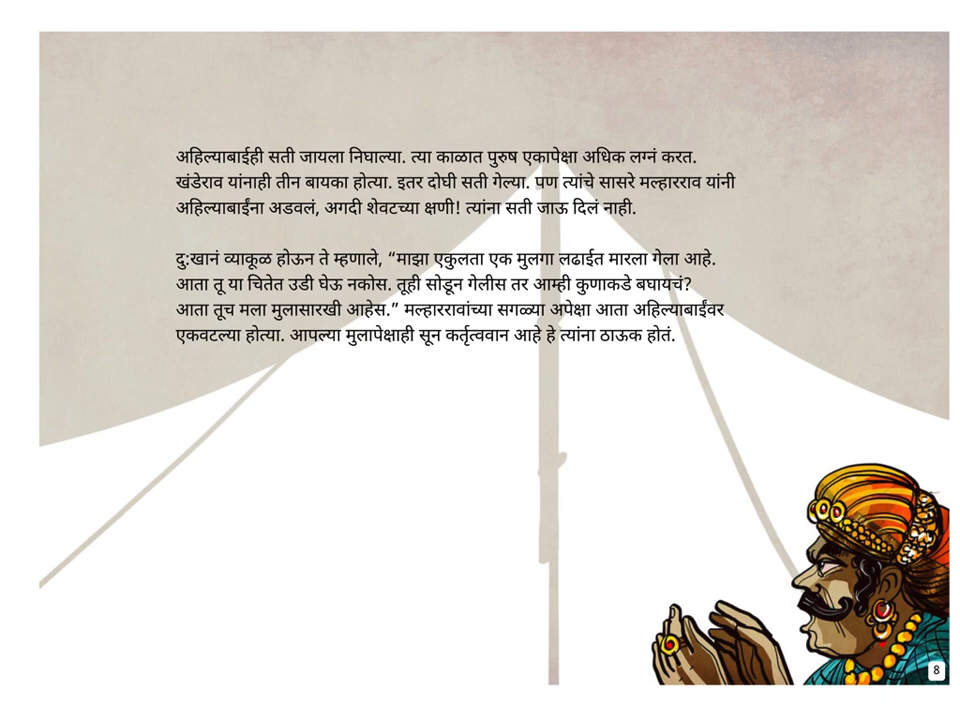 अहिल्याबाईही सती जायला निघाल्या. त्या काळात पुरुष एकापेक्षा अधिक लग्नं करत.
खंडेराव यांनाही तीन बायका होत्या. इतर दोघी सती गेल्या. पण त्यांचे सासरे मल्हारराव यांनी
अहिल्याबाईंना अडवलं, अगदी शेवटच्या क्षणी! त्यांना सती जाऊ दिलं नाही.
दु:खानं व्याकूळ होऊन ते म्हणाले, “माझा एकुलता एक मुलगा लढाईत मारला गेला आहे.
आता तू या चितेत उडी घेऊ नकोस. तूही सोडून गेलीस तर आम्ही कुणाकडे बघायचं?
आता तूच मला मुलासारखी आहेस.” मल्हाररावांच्या सगळ्या अपेक्षा आता अहिल्याबाईंवर
एकवटल्या होत्या. आपल्या मुलापेक्षाही सून कर्तृत्ववान आहे हे त्यांना ठाऊक होतं.
8